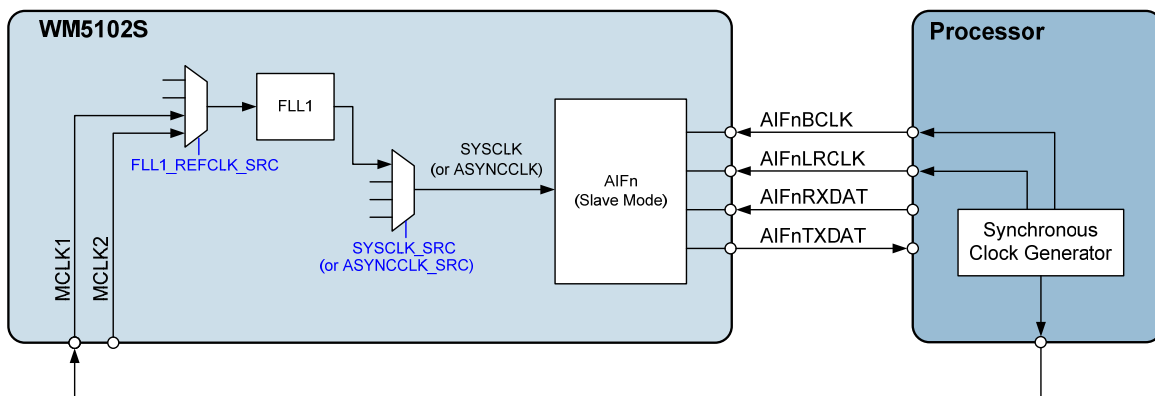 WM5102S
Processor
FLL1
FLL1_REFCLK_SRC
SYSCLK
(or ASYNCCLK)
SYSCLK_SRC
(or ASYNCCLK_SRC)
MCLK1
MCLK2
AIFn
(Slave Mode)
AIFnBCLK
AIFnLRCLK
AIFnRXDAT
AIFnTXDAT
Synchronous
Clock Generator